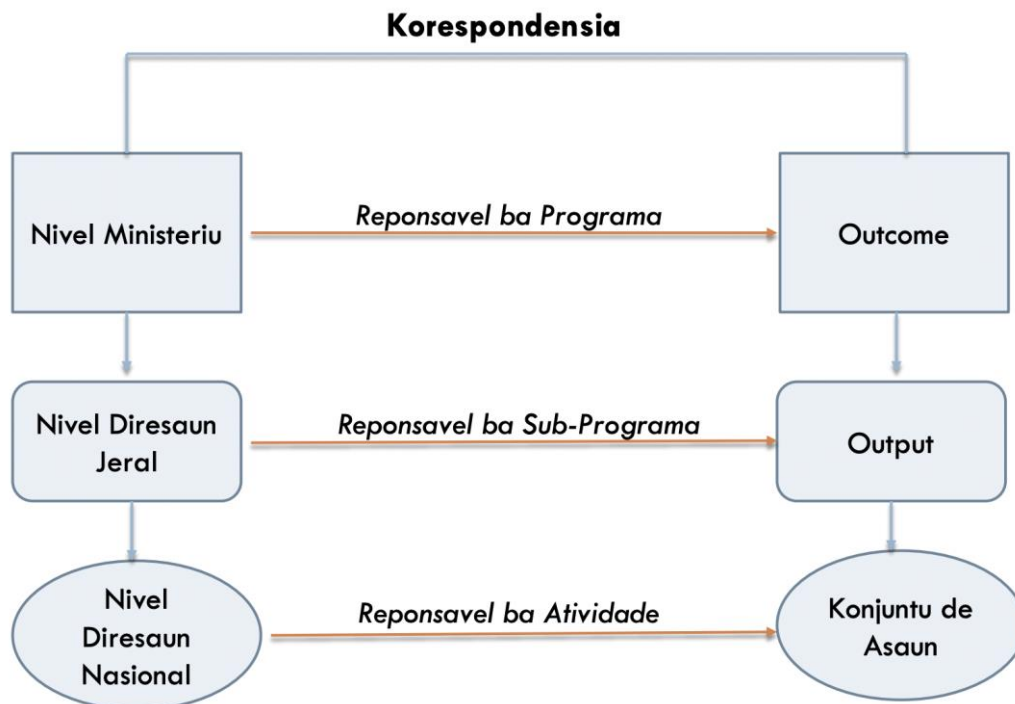 Korespondensia
Nivel Ministeriu
Reponsavel ba Programa
Outcome
Nivel Diresaun
Jeral
Reponsavel ba Sub-Programa
Output
Nivel
Diresaun
Nasional
Reponsavel ba Atividade
Konjuntu de
Asaun